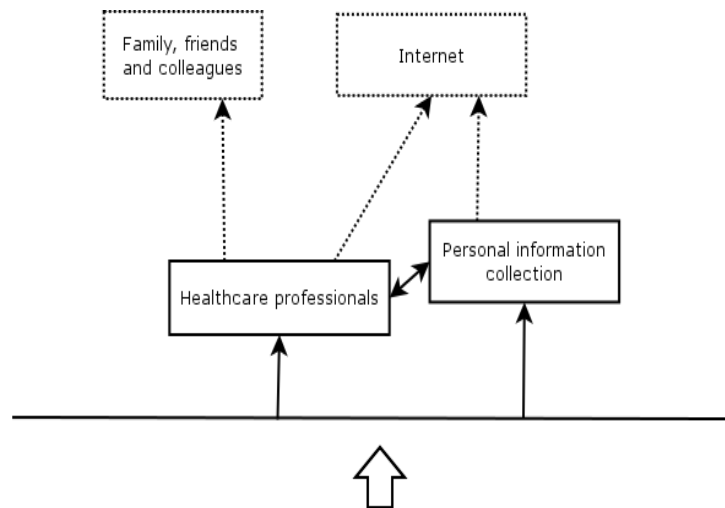 Family, friends
and colleagues
Internet
Personal information
collection
Healthcare professionals